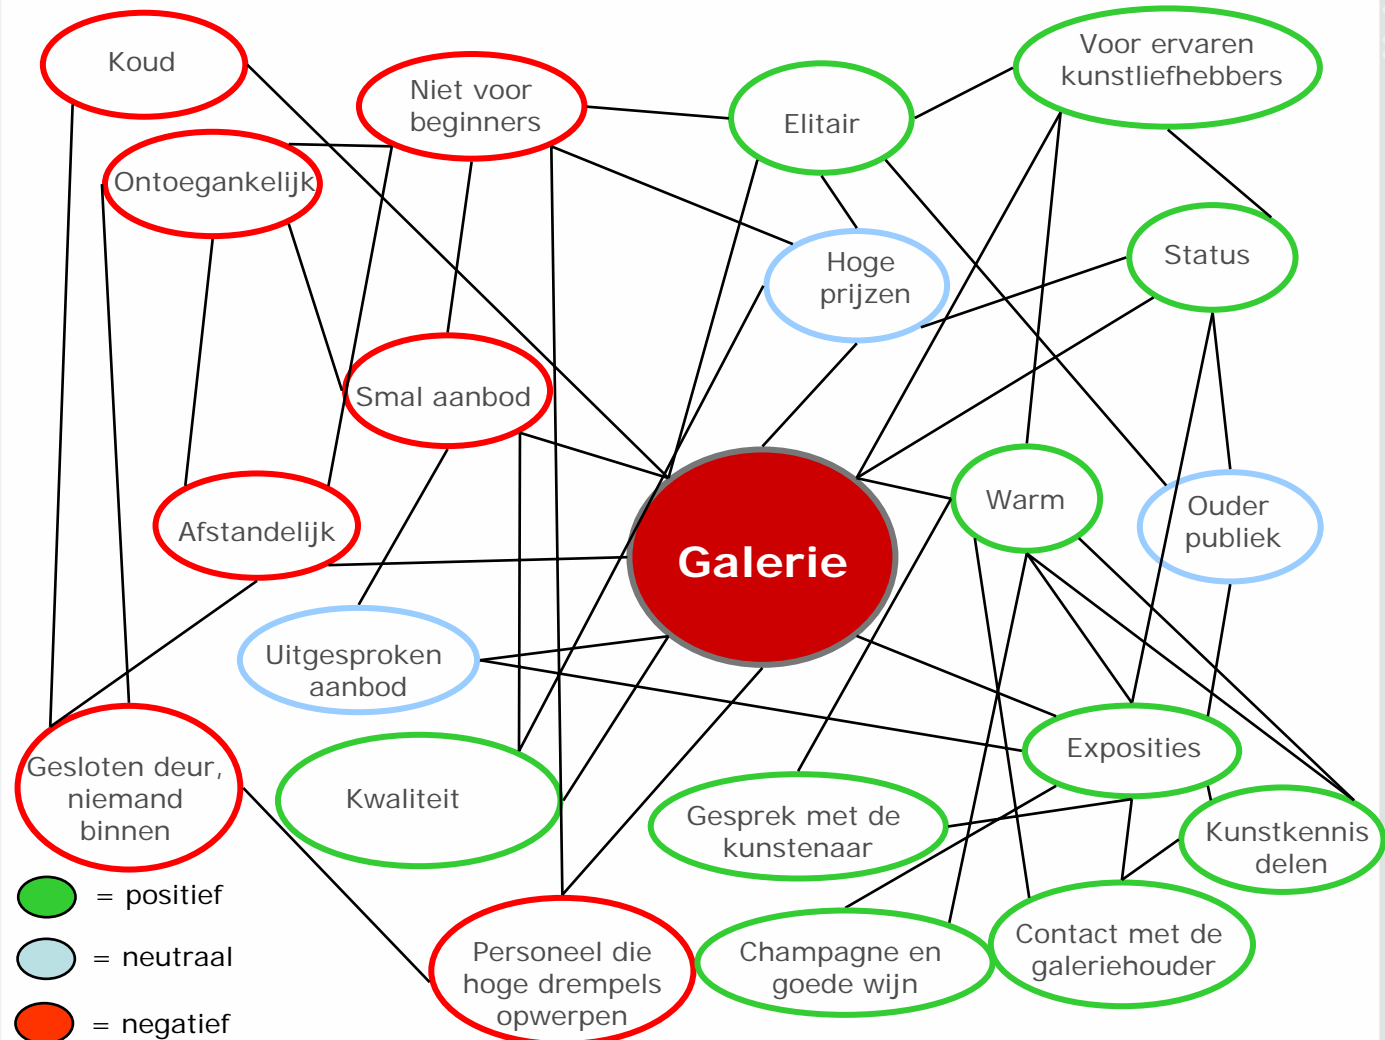 Koud
Niet voor
beginners
Elitair
Voor ervaren
kunstliefhebbers
Ontoegankelijk
Hoge
prijzen
Status
Smal aanbod
Galerie
Warm
Ouder
publiek
Afstandelijk
Uitgesproken
aanbod
Gesloten deur,
niemand
binnen
Kwaliteit
Gesprek met de
kunstenaar
Exposities
Kunstkennis
delen
Personeel die
hoge drempels
opwerpen
Champagne en
goede wijn
Contact met de
galeriehouder
= positief
= neutraal
= negatief